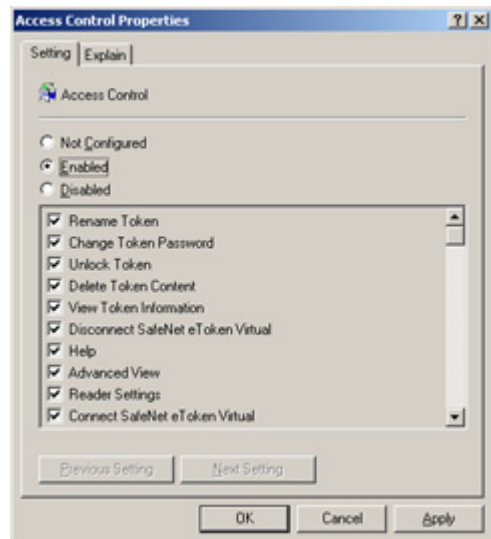 Access Control Properties
Setting
Explain
Access Control
Not Configured
Enabled
Disabled
Rename Token
Change Token Password
Unlock Token
Delete Token Content
View Token Information
Disconnect SafeNet eToken Virtual
Help
Advanced View
Reader Settings
Connect SafeNet eToken Virtual
Previous Setting
Next Setting
OK
Cancel
Apply